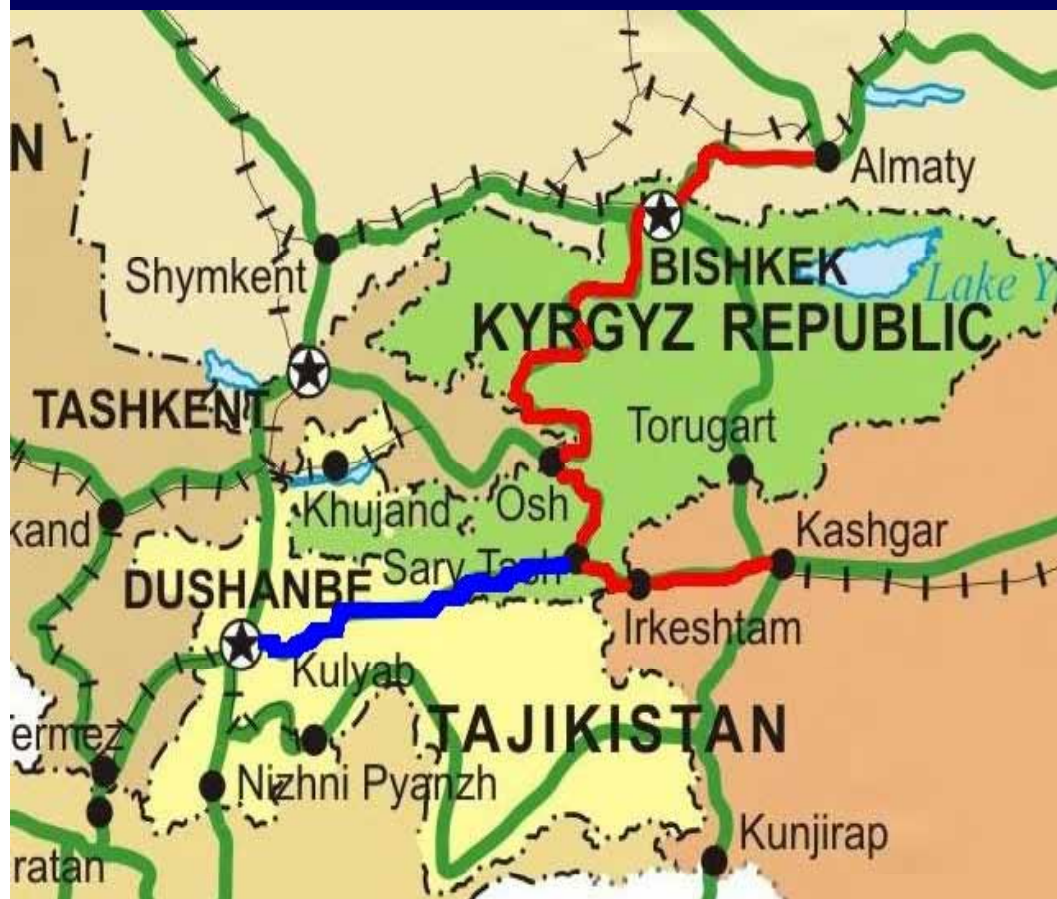 N
Almaty
BISHKEK
Lake Y
Shymkent
KYRGYZ REPUBLIC
TASHKENT
Torugart
Khujand
Osh
kand
Kashgar
Sary Tash
DUSHANBE
Irkeshtam
Kulyab
TAJIKISTAN
ermez
Nizhni Pyanzh
Kunjirap
ratan